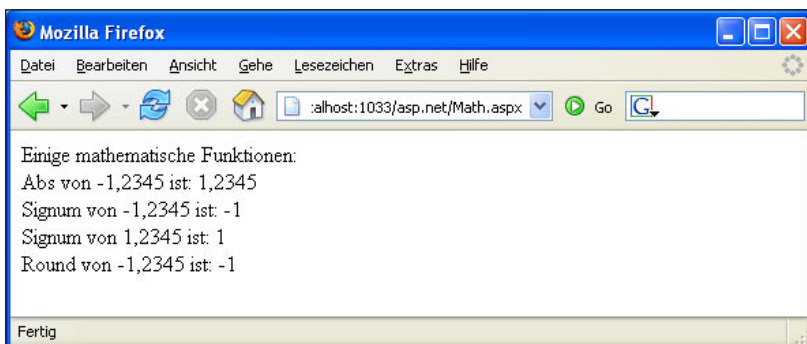 Mozilla Firefox
Datei Bearbeiten Ansicht Gehe Lesezeichen Extras Hilfe
:alhost:1033/asp.net/Math.aspx Go G
Einige mathematische Funktionen:
Abs von -1,2345 ist: 1,2345
Signum von -1,2345 ist: -1
Signum von 1,2345 ist: 1
Round von -1,2345 ist: -1
Fertig